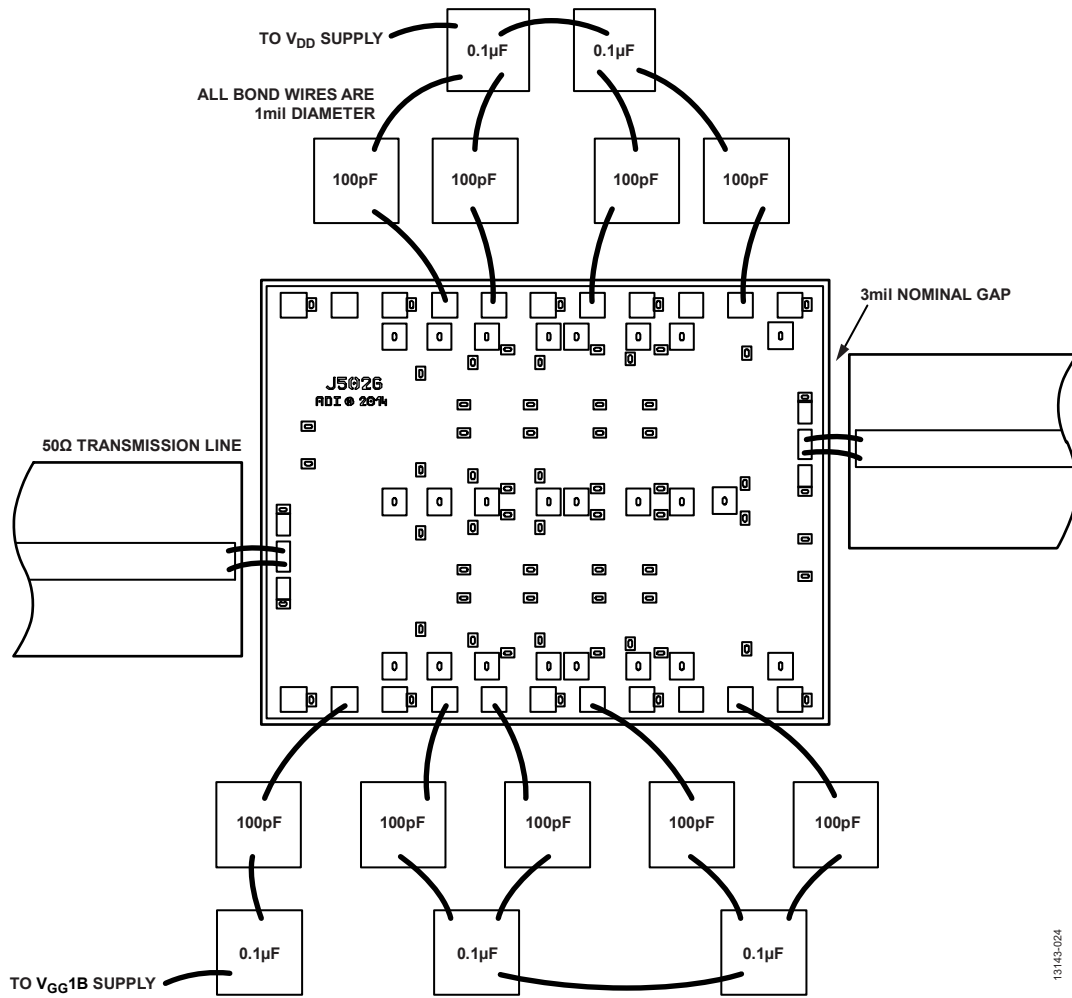 TO VDD SUPPLY
0.1µF
0.1µF
ALL BOND WIRES ARE
1mil DIAMETER
100pF
100pF
100pF
100pF
3mil NOMINAL GAP
J5026
ADI © 2014
50Ω TRANSMISSION LINE
100pF
100pF
100pF
100pF
100pF
0.1µF
0.1µF
0.1µF
TO VGG1B SUPPLY
13143-024